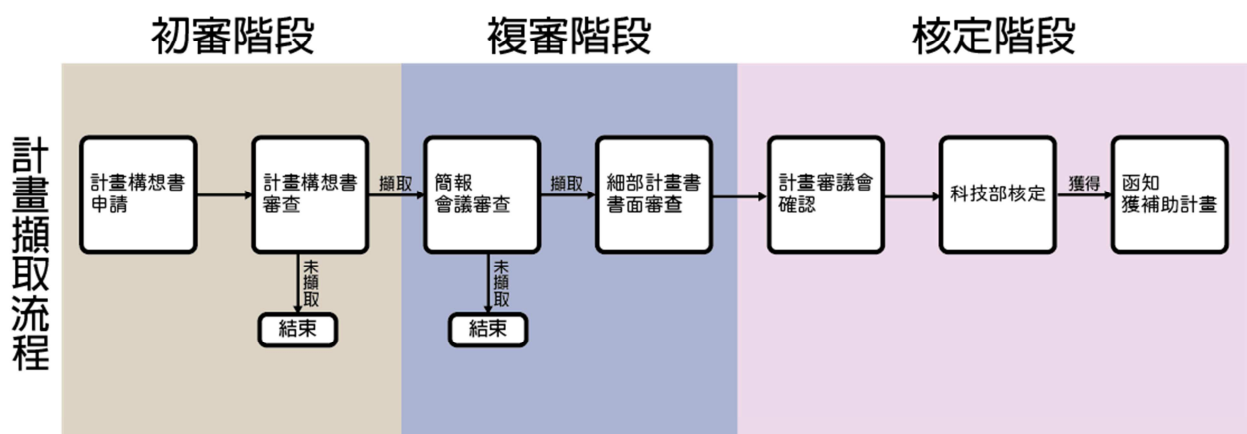 初審階段
複審階段
核定階段
計畫擷取流程
計畫構想書
申請
計畫構想書
審查
擷取
簡報
會議審查
擷取
細部計畫書
書面審查
計畫審議會
確認
科技部核定
獲得
函知
獲補助計畫
未擷取
結束
未擷取
結束